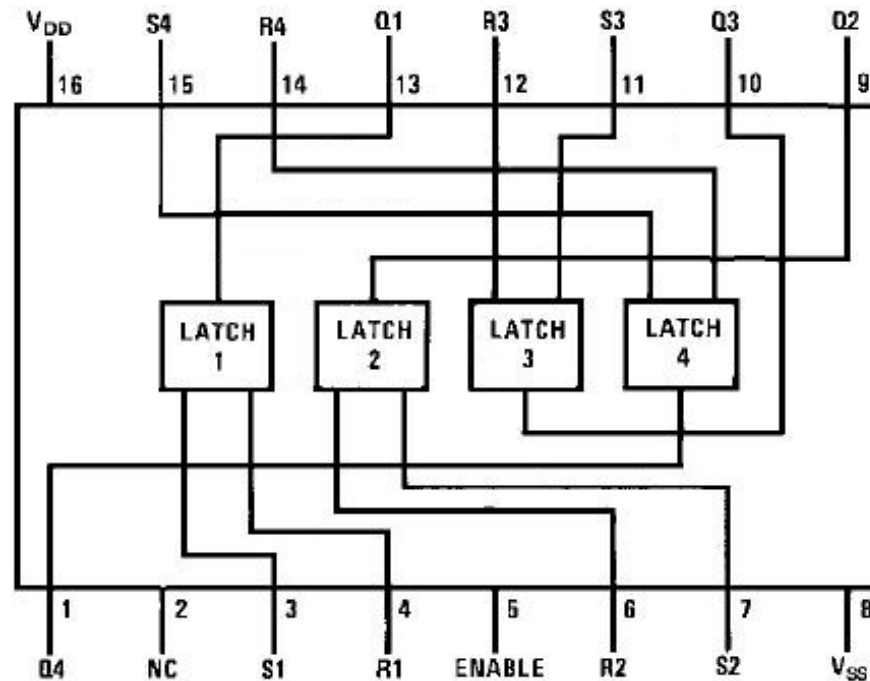 V_DD S4 R4 Q1 R3 S3 Q3 Q2
16 15 14 13 12 11 10 9
LATCH 1
LATCH 2
LATCH 3
LATCH 4
1 2 3 4 5 6 7 8
Q4 NC S1 R1 ENABLE R2 S2 V_SS